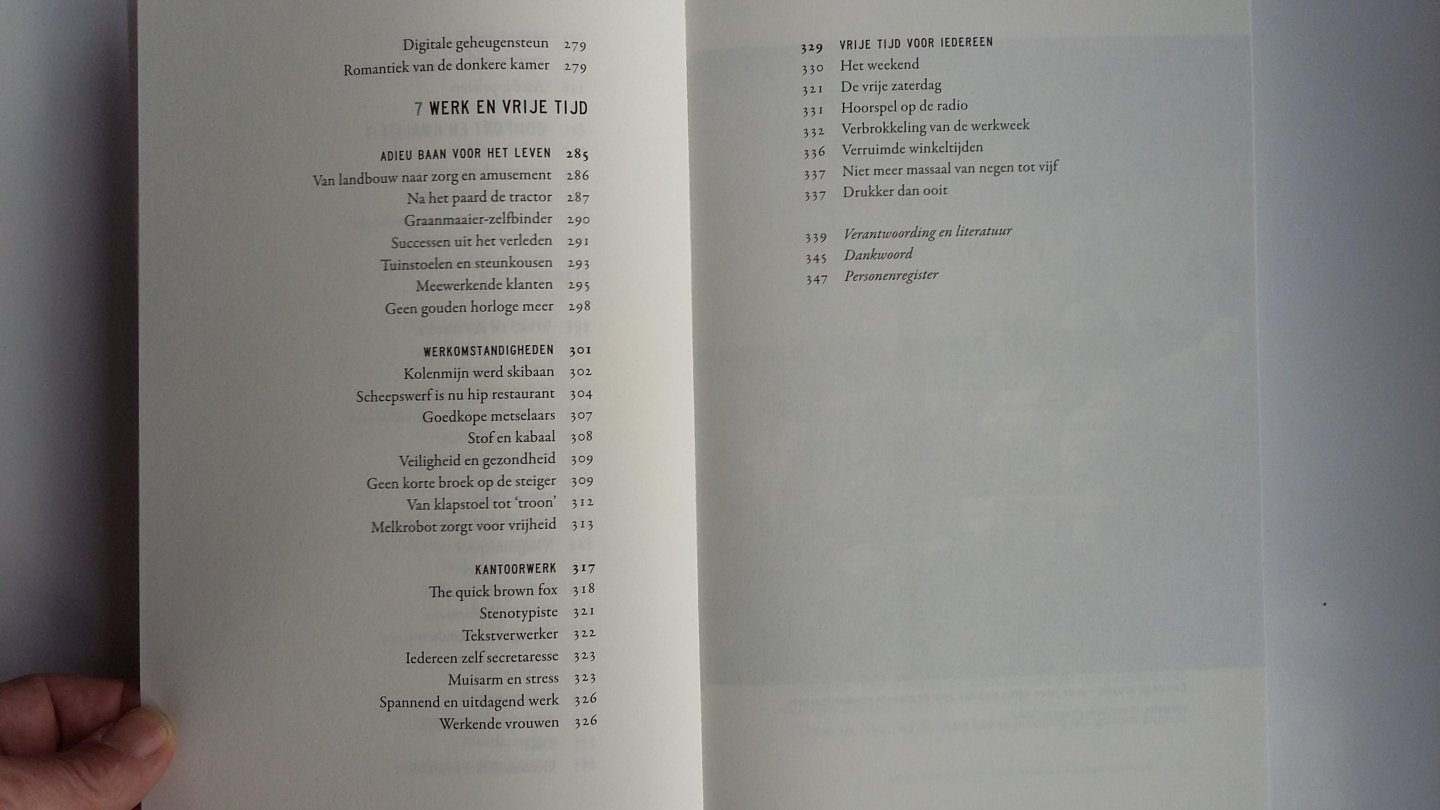 Digitale geheugensteun 279
Romantiek van de donkere kamer 279
7 WERK EN VRIJE TIJD
ADIEU BAAN VOOR HET LEVEN 285
Van landbouw naar zorg en amusement 286
Na het paard de tractor 287
Graanmaaier-zelfbinder 290
Successen uit het verleden 291
Tuinstoelen en steunkousen 293
Meewerkende klanten 295
Geen gouden horloge meer 298
WERKOMSTANDIGHEDEN 301
Kolenmijn werd skibaan 302
Scheepswerf is nu hip restaurant 304
Goedkope metselaars 307
Stof en kabaal 308
Veiligheid en gezondheid 309
Geen korte broek op de steiger 309
Van klapstoel tot ‘troon’ 312
Melkrobot zorgt voor vrijheid 313
KANTOORWERK 317
The quick brown fox 318
Stenotypiste 321
Tekstverwerker 322
Iedereen zelf secretaresse 323
Muisarm en stress 323
Spannend en uitdagend werk 326
Werkende vrouwen 326
329 VRIJE TIJD VOOR IEDEREEN
330 Het weekend
321 De vrije zaterdag
331 Hoorspel op de radio
332 Verbrokkeling van de werkweek
336 Verruimde winkeltijden
337 Niet meer massaal van negen tot vijf
337 Drukker dan ooit
339 Verantwoording en literatuur
345 Dankwoord
347 Personenregister